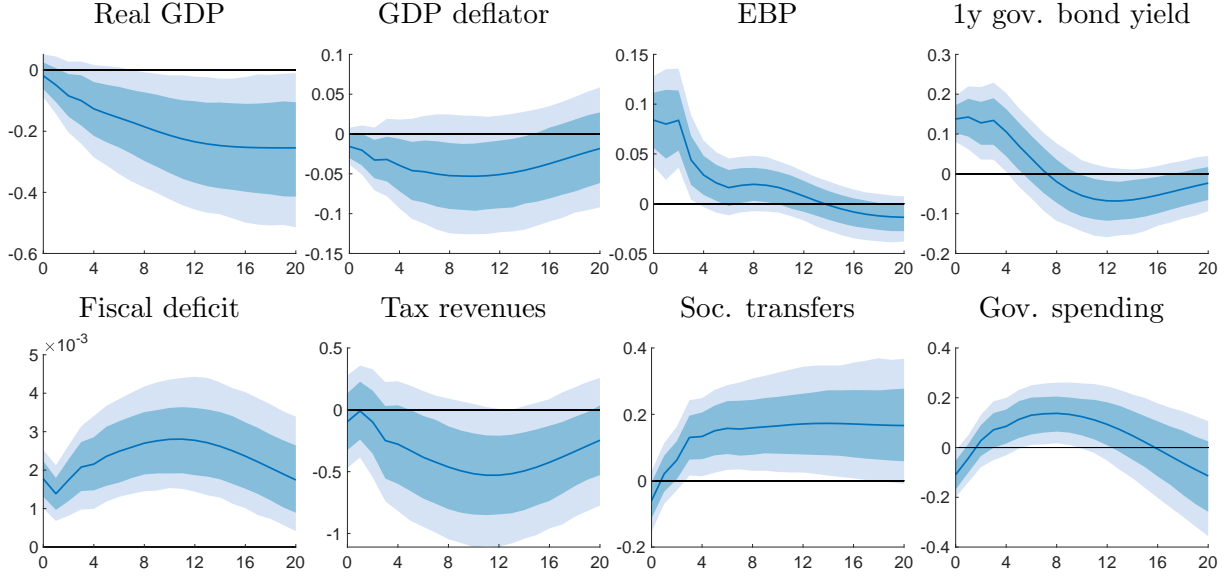 Real GDP GDP deflator EBP 1y gov. bond yield
0 0.1 0.15 0.3
-0.2 0.05 0.1 0.2
-0.4 0 0.05 0.1
-0.6 -0.05 0 0
-0.1 -0.05 -0.1
-0.15 -0.2
0 4 8 12 16 20 0 4 8 12 16 20 0 4 8 12 16 20 0 4 8 12 16 20
Fiscal deficit Tax revenues Soc. transfers Gov. spending
×10⁻³
5 0.5 0.4 0.4
4 0 0.2 0.2
3 -0.5 0 0
2 -1 -0.2 -0.2
1 -0.4
0
0 4 8 12 16 20 0 4 8 12 16 20 0 4 8 12 16 20 0 4 8 12 16 20